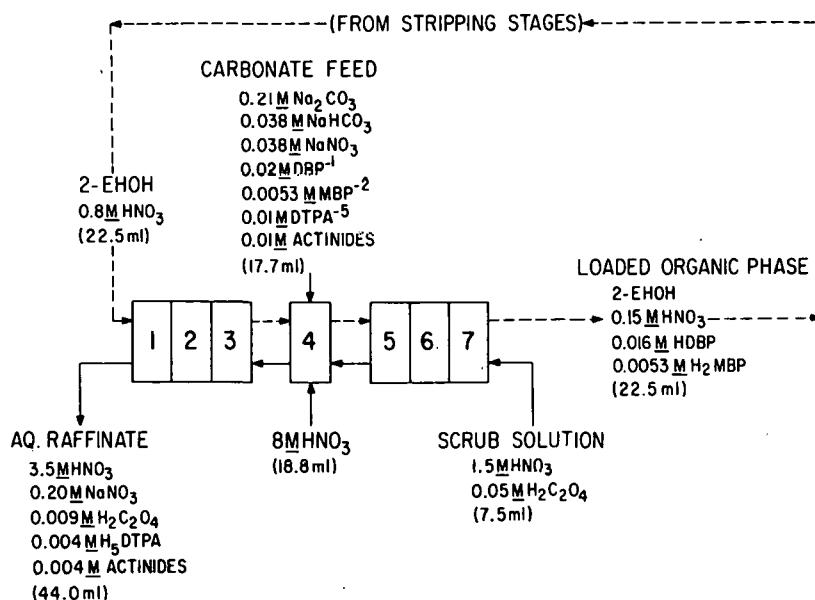 (FROM STRIPPING STAGES)
CARBONATE FEED
0.21 M Na₂CO₃
0.038 M NaHCO₃
0.038 M NaNO₃
0.02 M DBP⁻¹
0.0053 M MBP⁻²
0.01 M DTPA⁻⁵
0.01 M ACTINIDES
(17.7 ml)
2-EHOH
0.8 M HNO₃
(22.5 ml)
LOADED ORGANIC PHASE
2-EHOH
0.15 M HNO₃
0.016 M HDBP
0.0053 M H₂MBP
(22.5 ml)
1 2 3 4 5 6 7
AQ. RAFFINATE
3.5 M HNO₃
0.20 M NaNO₃
0.009 M H₂C₂O₄
0.004 M H₅DTPA
0.004 M ACTINIDES
(44.0 ml)
8 M HNO₃
(18.8 ml)
SCRUB SOLUTION
1.5 M HNO₃
0.05 M H₂C₂O₄
(7.5 ml)